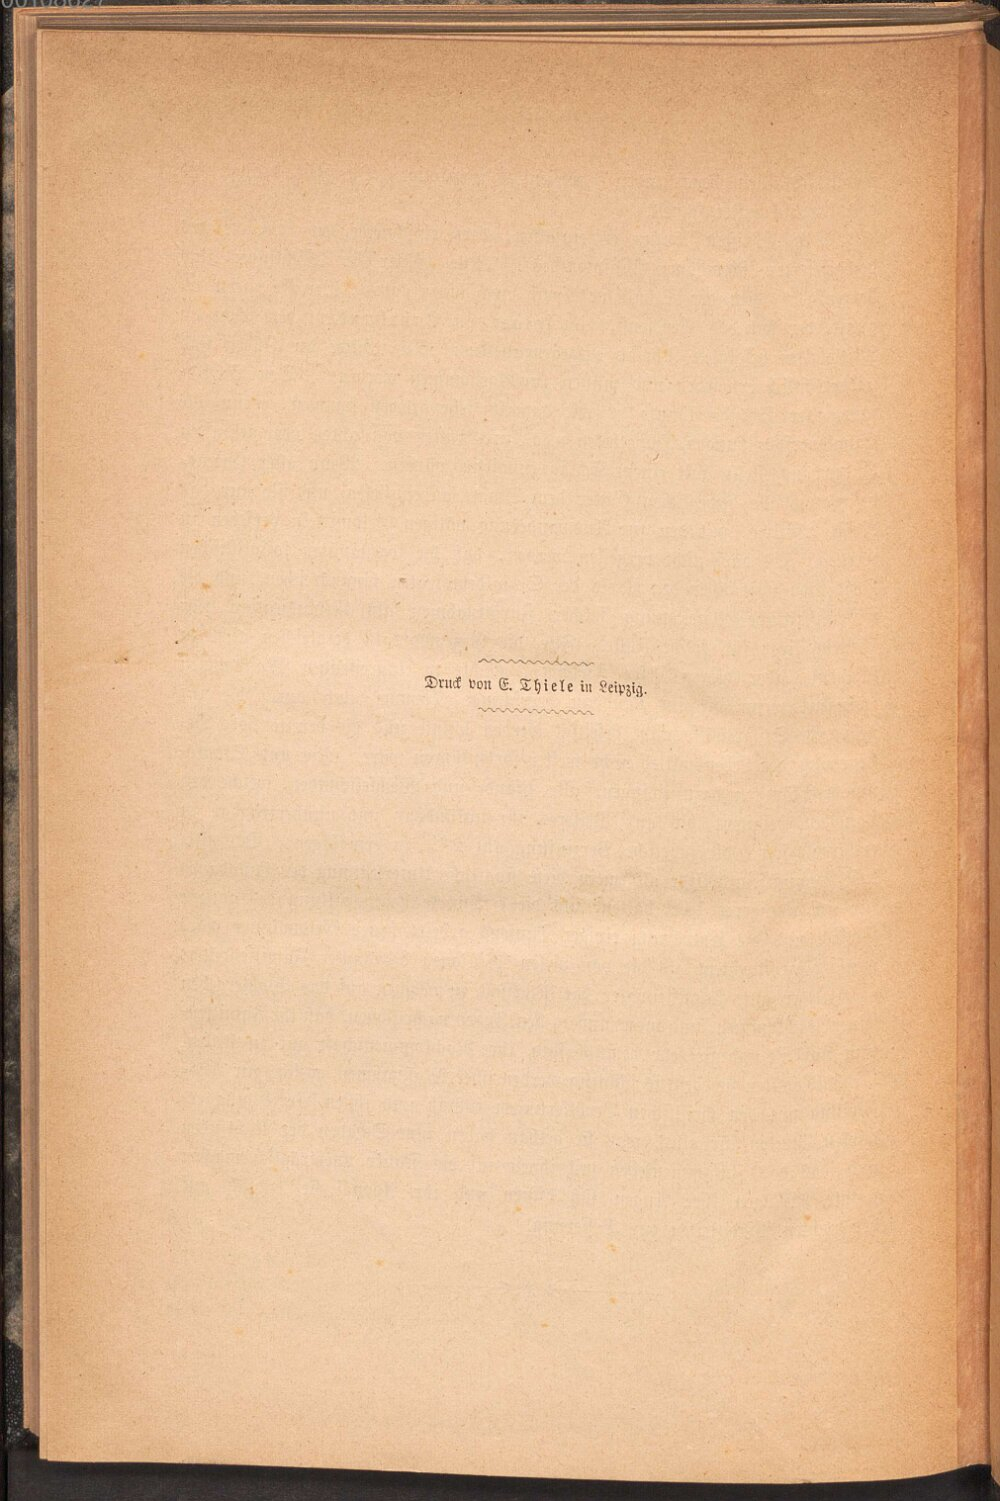 Druck von E. Thiele in Leipzig.